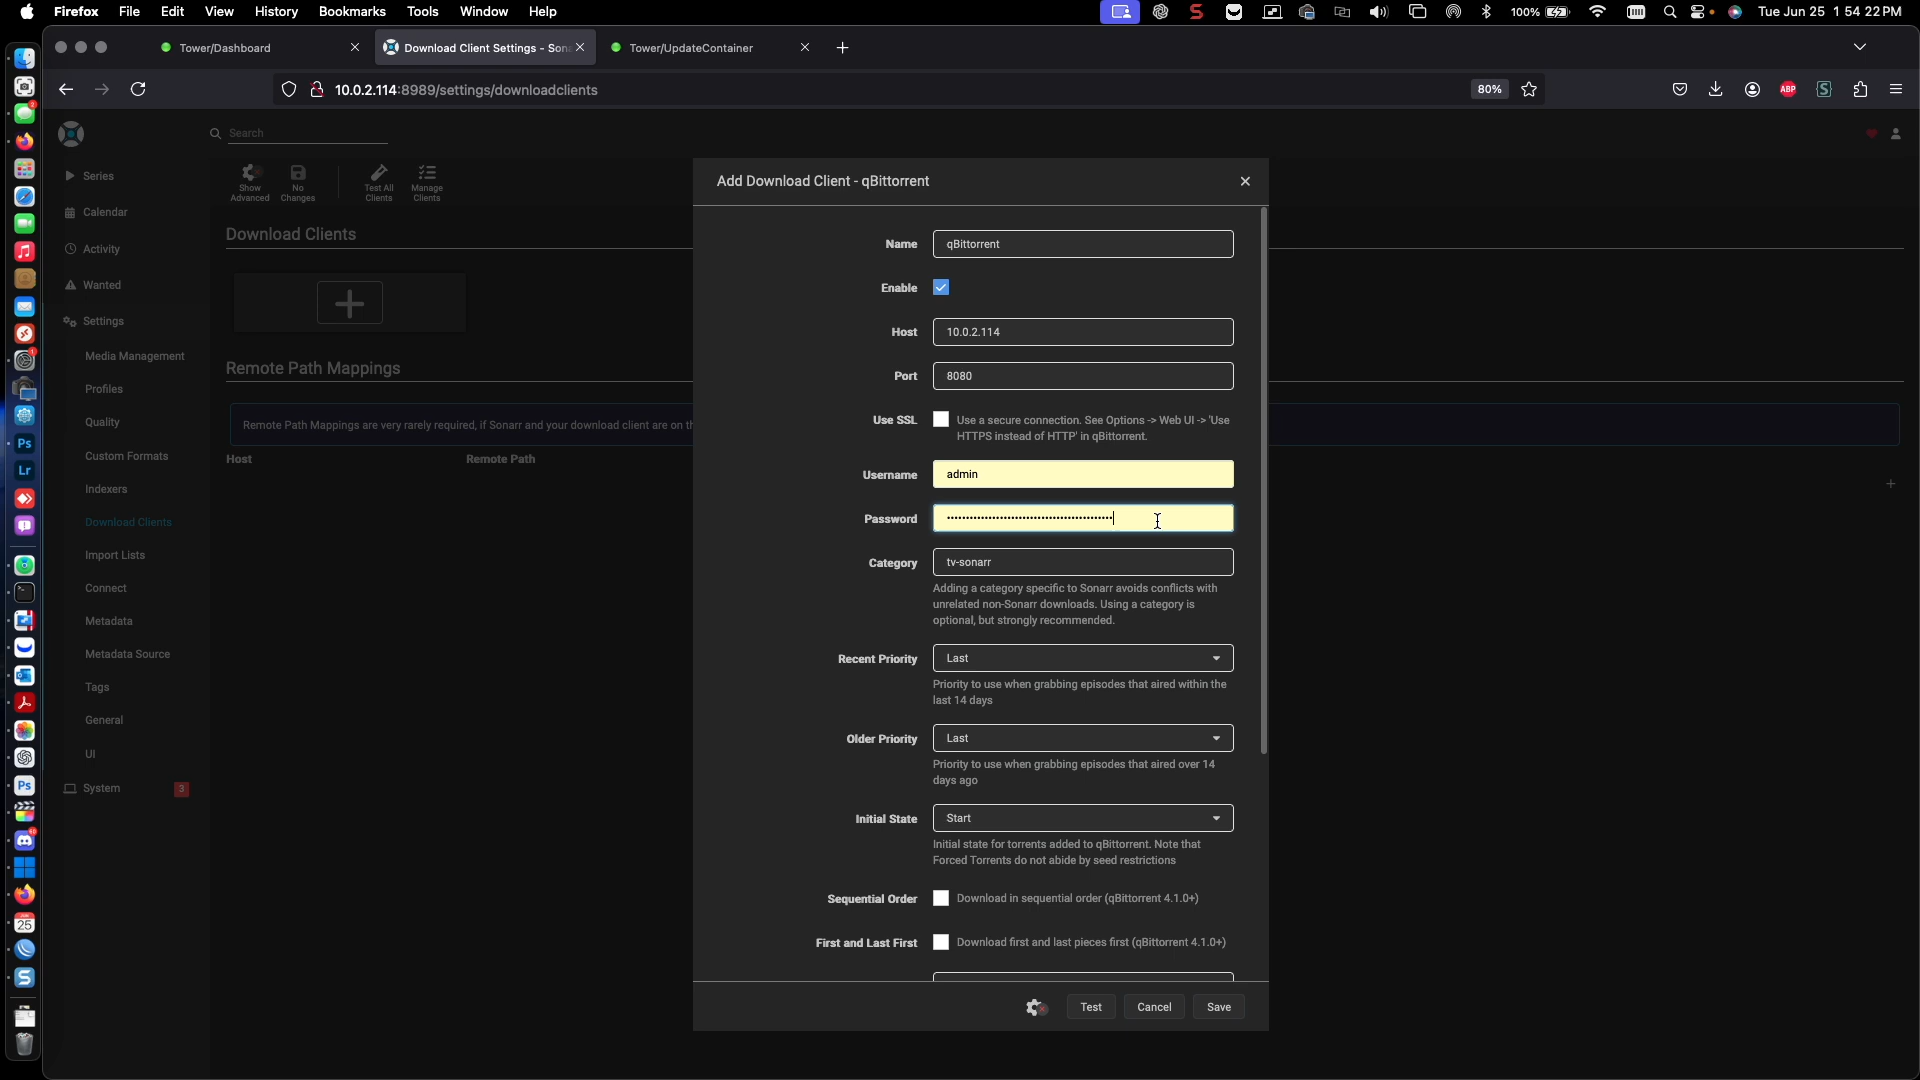 Firefox File Edit View History Bookmarks Tools Window Help
100%
Tue Jun 25 1 54 22 PM
Tower/Dashboard
Download Client Settings - Son
Tower/UpdateContainer
10.0.2.114:8989/settings/downloadclients
80%
ABP
Search
Series
Calendar
Activity
Wanted
Settings
Media Management
Profiles
Quality
Custom Formats
Indexers
Download Clients
Import Lists
Connect
Metadata
Metadata Source
Tags
General
UI
System 3
Show Advanced
No Changes
Test All Clients
Manage Clients
Download Clients
Remote Path Mappings
Remote Path Mappings are very rarely required, if Sonarr and your download client are on th
Host Remote Path
Add Download Client - qBittorrent
Name qBittorrent
Enable
Host 10.0.2.114
Port 8080
Use SSL Use a secure connection. See Options -> Web UI -> 'Use
HTTPS instead of HTTP' in qBittorrent.
Username admin
Password
Category tv-sonarr
Adding a category specific to Sonarr avoids conflicts with
unrelated non-Sonarr downloads. Using a category is
optional, but strongly recommended.
Recent Priority Last
Priority to use when grabbing episodes that aired within the
last 14 days
Older Priority Last
Priority to use when grabbing episodes that aired over 14
days ago
Initial State Start
Initial state for torrents added to qBittorrent. Note that
Forced Torrents do not abide by seed restrictions
Sequential Order Download in sequential order (qBittorrent 4.1.0+)
First and Last First Download first and last pieces first (qBittorrent 4.1.0+)
Test Cancel Save
Ps
Lr
Ps
25